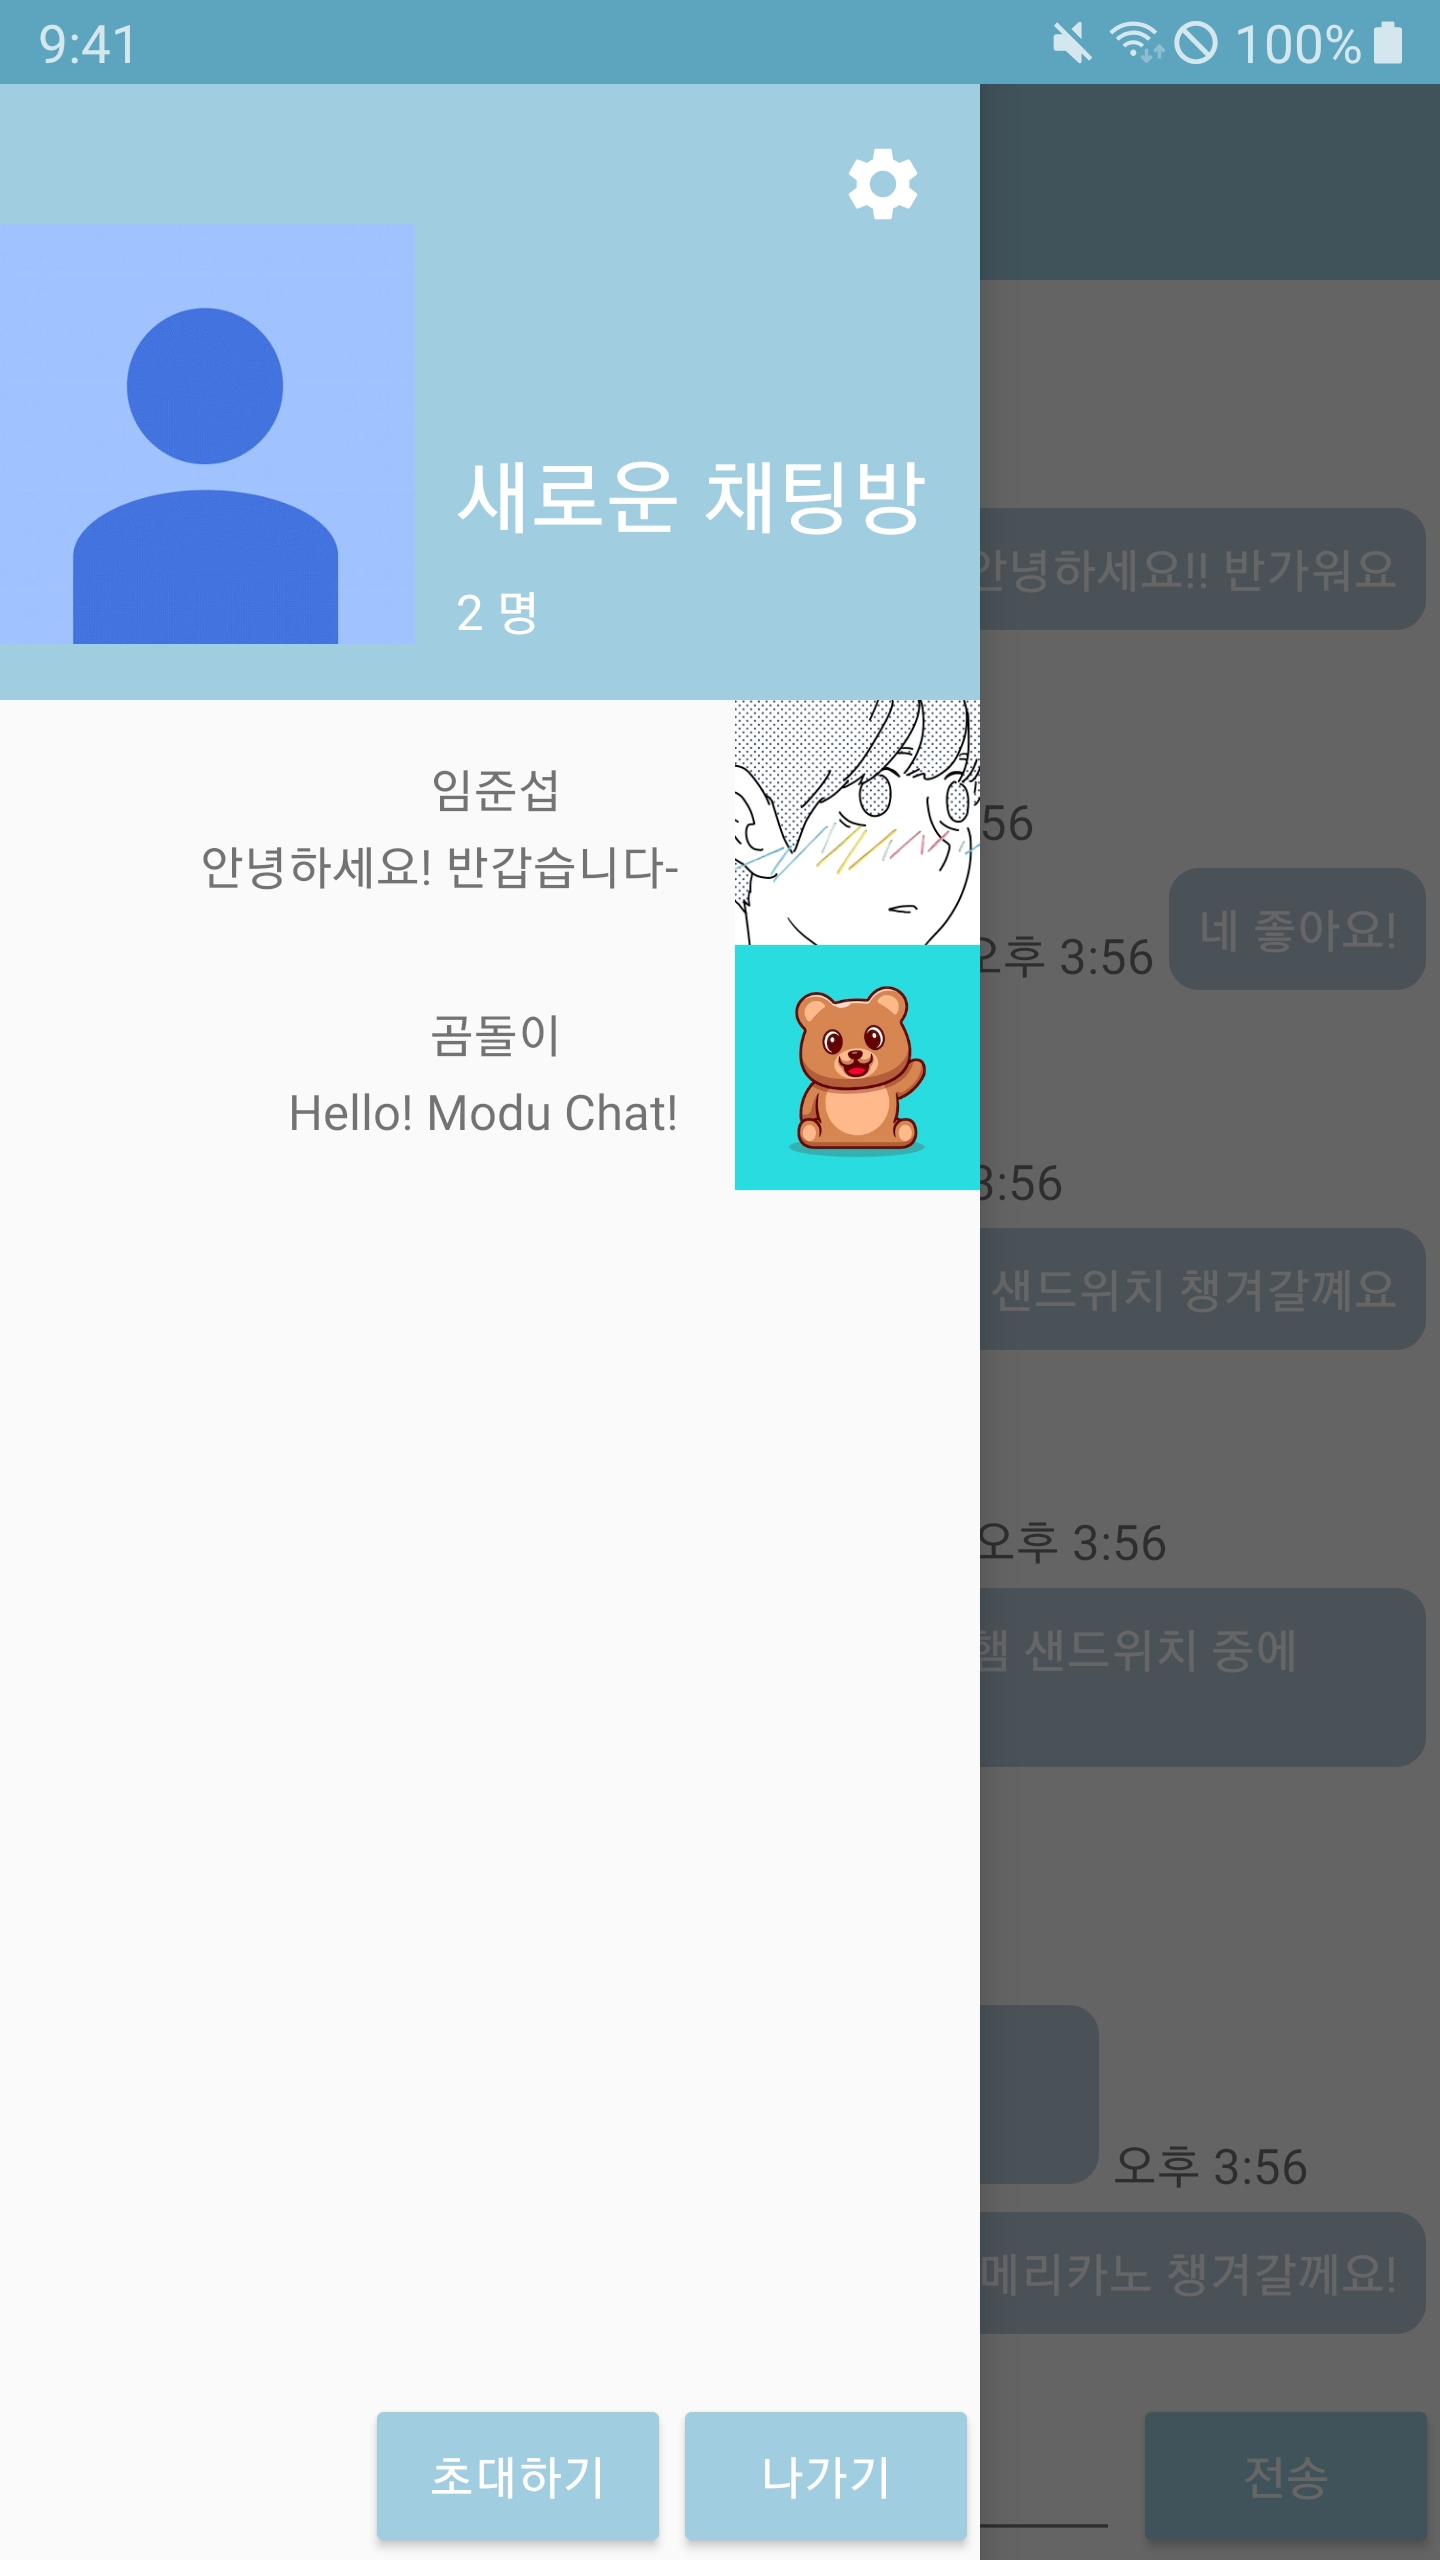 9:41
100%
새로운 채팅방
2 명
임준섭
안녕하세요! 반갑습니다-
곰돌이
Hello! Modu Chat!
초대하기
나가기
안녕하세요!! 반가워요
56
네 좋아요!
오후 3:56
3:56
샌드위치 챙겨갈꼐요
오후 3:56
햄 샌드위치 중에
오후 3:56
메리카노 챙겨갈께요!
전송